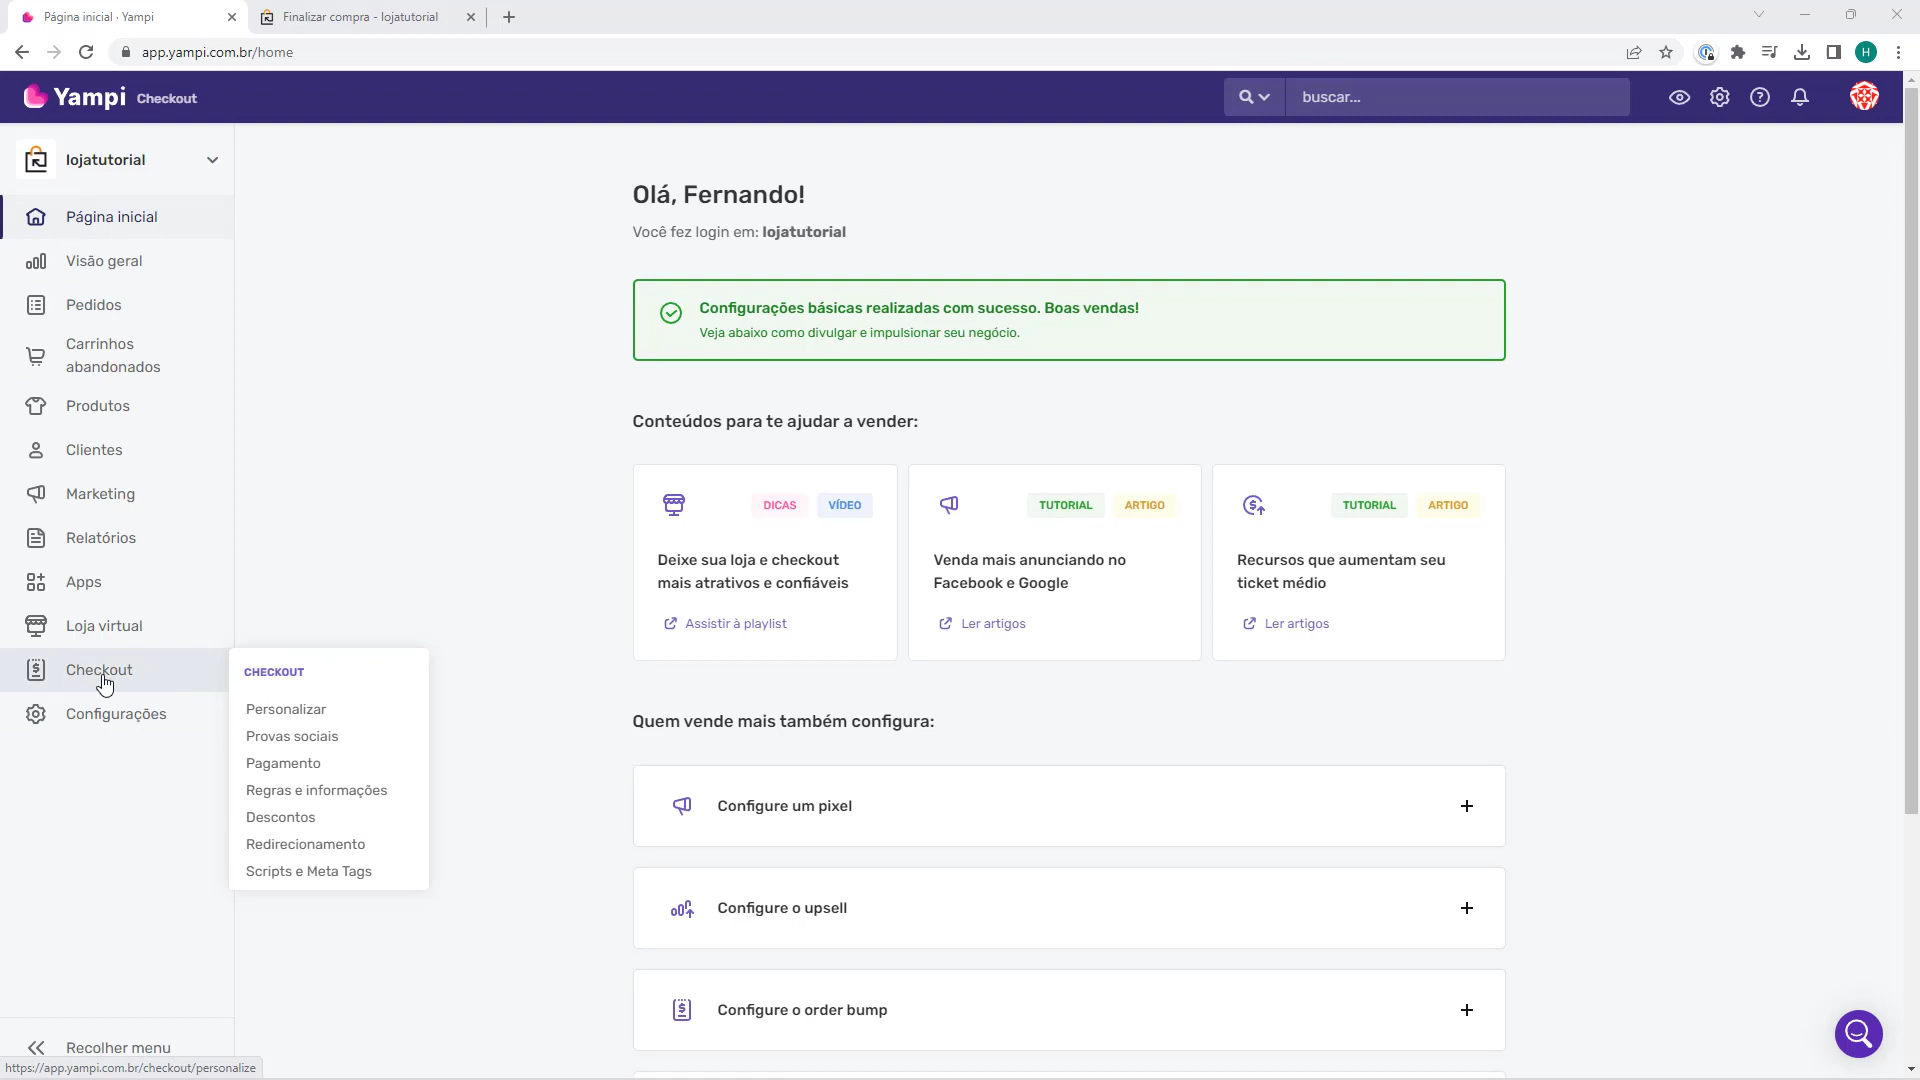 Página inicial · Yampi
Finalizar compra - lojatutorial
app.yampi.com.br/home
H
Yampi Checkout
buscar...
lojatutorial
Página inicial
Visão geral
Pedidos
Carrinhos
abandonados
Produtos
Clientes
Marketing
Relatórios
Apps
Loja virtual
Checkout
Configurações
CHECKOUT
Personalizar
Provas sociais
Pagamento
Regras e informações
Descontos
Redirecionamento
Scripts e Meta Tags
Recolher menu
https://app.yampi.com.br/checkout/personalize
Olá, Fernando!
Você fez login em: lojatutorial
Configurações básicas realizadas com sucesso. Boas vendas!
Veja abaixo como divulgar e impulsionar seu negócio.
Conteúdos para te ajudar a vender:
DICAS VÍDEO
Deixe sua loja e checkout
mais atrativos e confiáveis
Assistir à playlist
TUTORIAL ARTIGO
Venda mais anunciando no
Facebook e Google
Ler artigos
TUTORIAL ARTIGO
Recursos que aumentam seu
ticket médio
Ler artigos
Quem vende mais também configura:
Configure um pixel
Configure o upsell
Configure o order bump